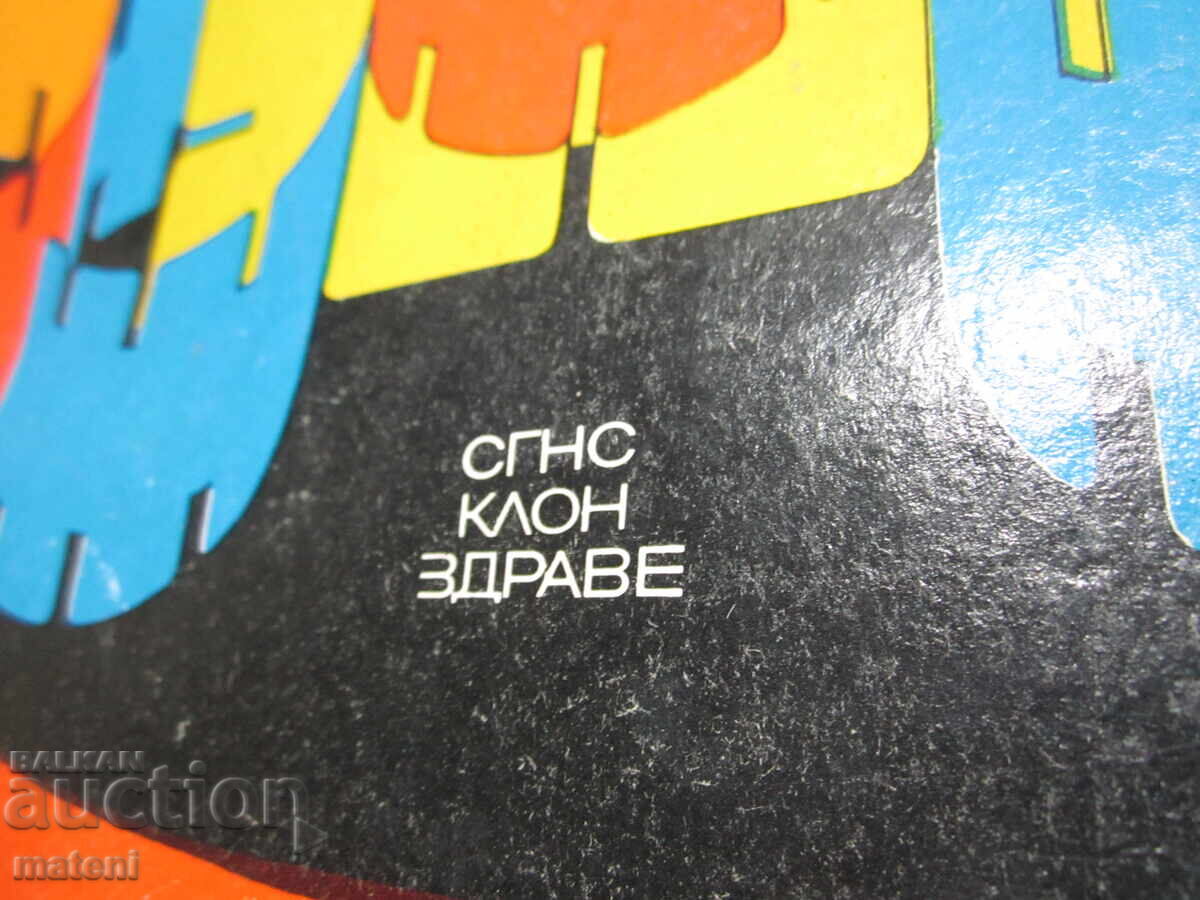 СГНС
КЛОН
ЗДРАВЕ
BALKAN
auction
mateni